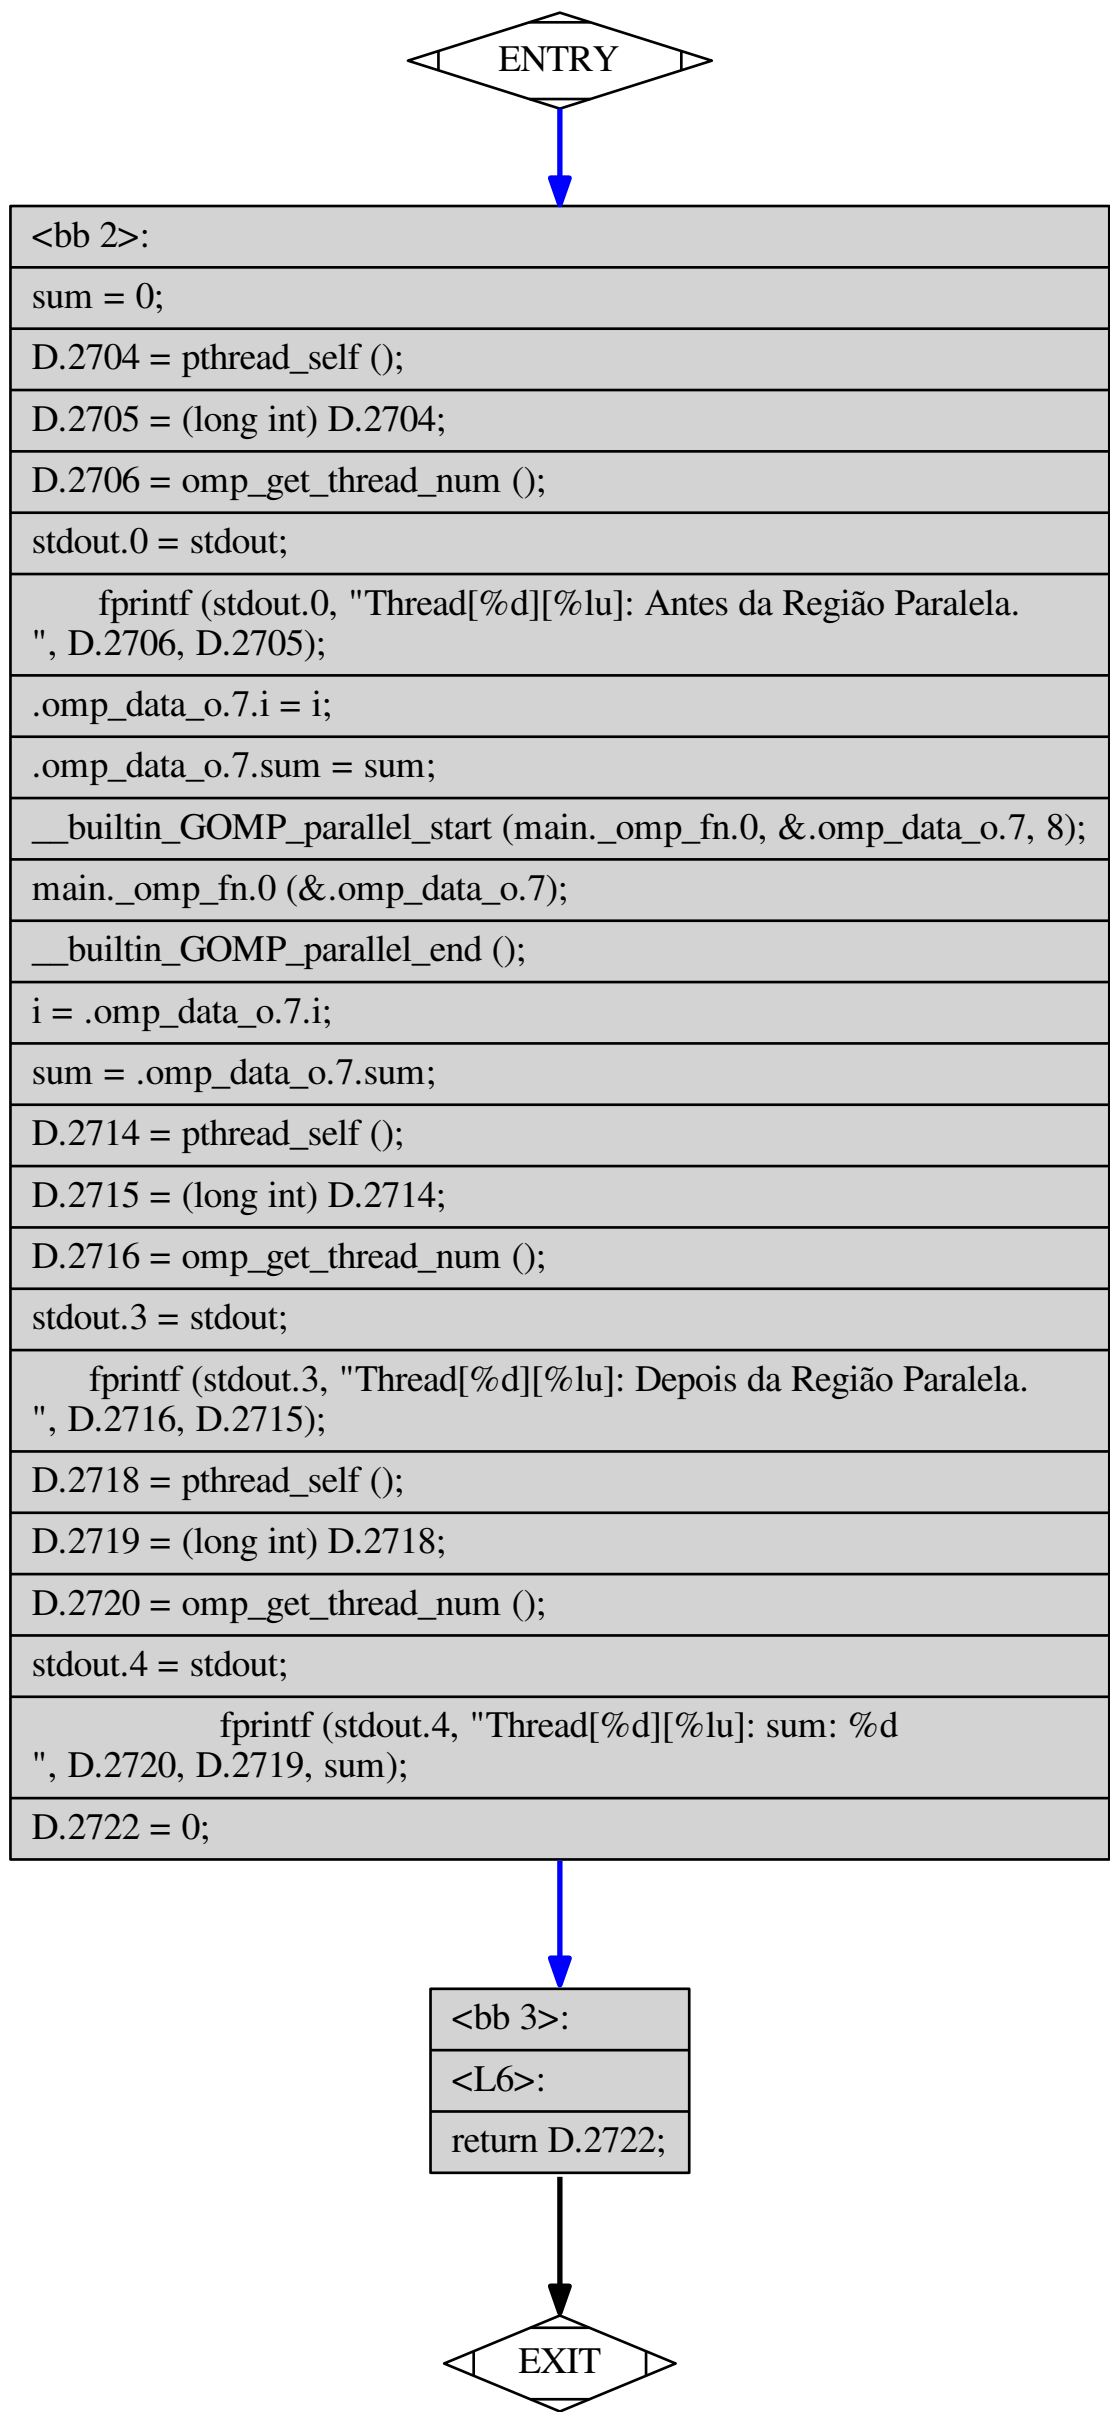 ENTRY
<bb 2>:
sum = 0;
D.2704 = pthread_self ();
D.2705 = (long int) D.2704;
D.2706 = omp_get_thread_num ();
stdout.0 = stdout;
fprintf (stdout.0, "Thread[%d][%lu]: Antes da Região Paralela.
", D.2706, D.2705);
.omp_data_o.7.i = i;
.omp_data_o.7.sum = sum;
__builtin_GOMP_parallel_start (main._omp_fn.0, &.omp_data_o.7, 8);
main._omp_fn.0 (&.omp_data_o.7);
__builtin_GOMP_parallel_end ();
i = .omp_data_o.7.i;
sum = .omp_data_o.7.sum;
D.2714 = pthread_self ();
D.2715 = (long int) D.2714;
D.2716 = omp_get_thread_num ();
stdout.3 = stdout;
fprintf (stdout.3, "Thread[%d][%lu]: Depois da Região Paralela.
", D.2716, D.2715);
D.2718 = pthread_self ();
D.2719 = (long int) D.2718;
D.2720 = omp_get_thread_num ();
stdout.4 = stdout;
fprintf (stdout.4, "Thread[%d][%lu]: sum: %d
", D.2720, D.2719, sum);
D.2722 = 0;
<bb 3>:
<L6>:
return D.2722;
EXIT